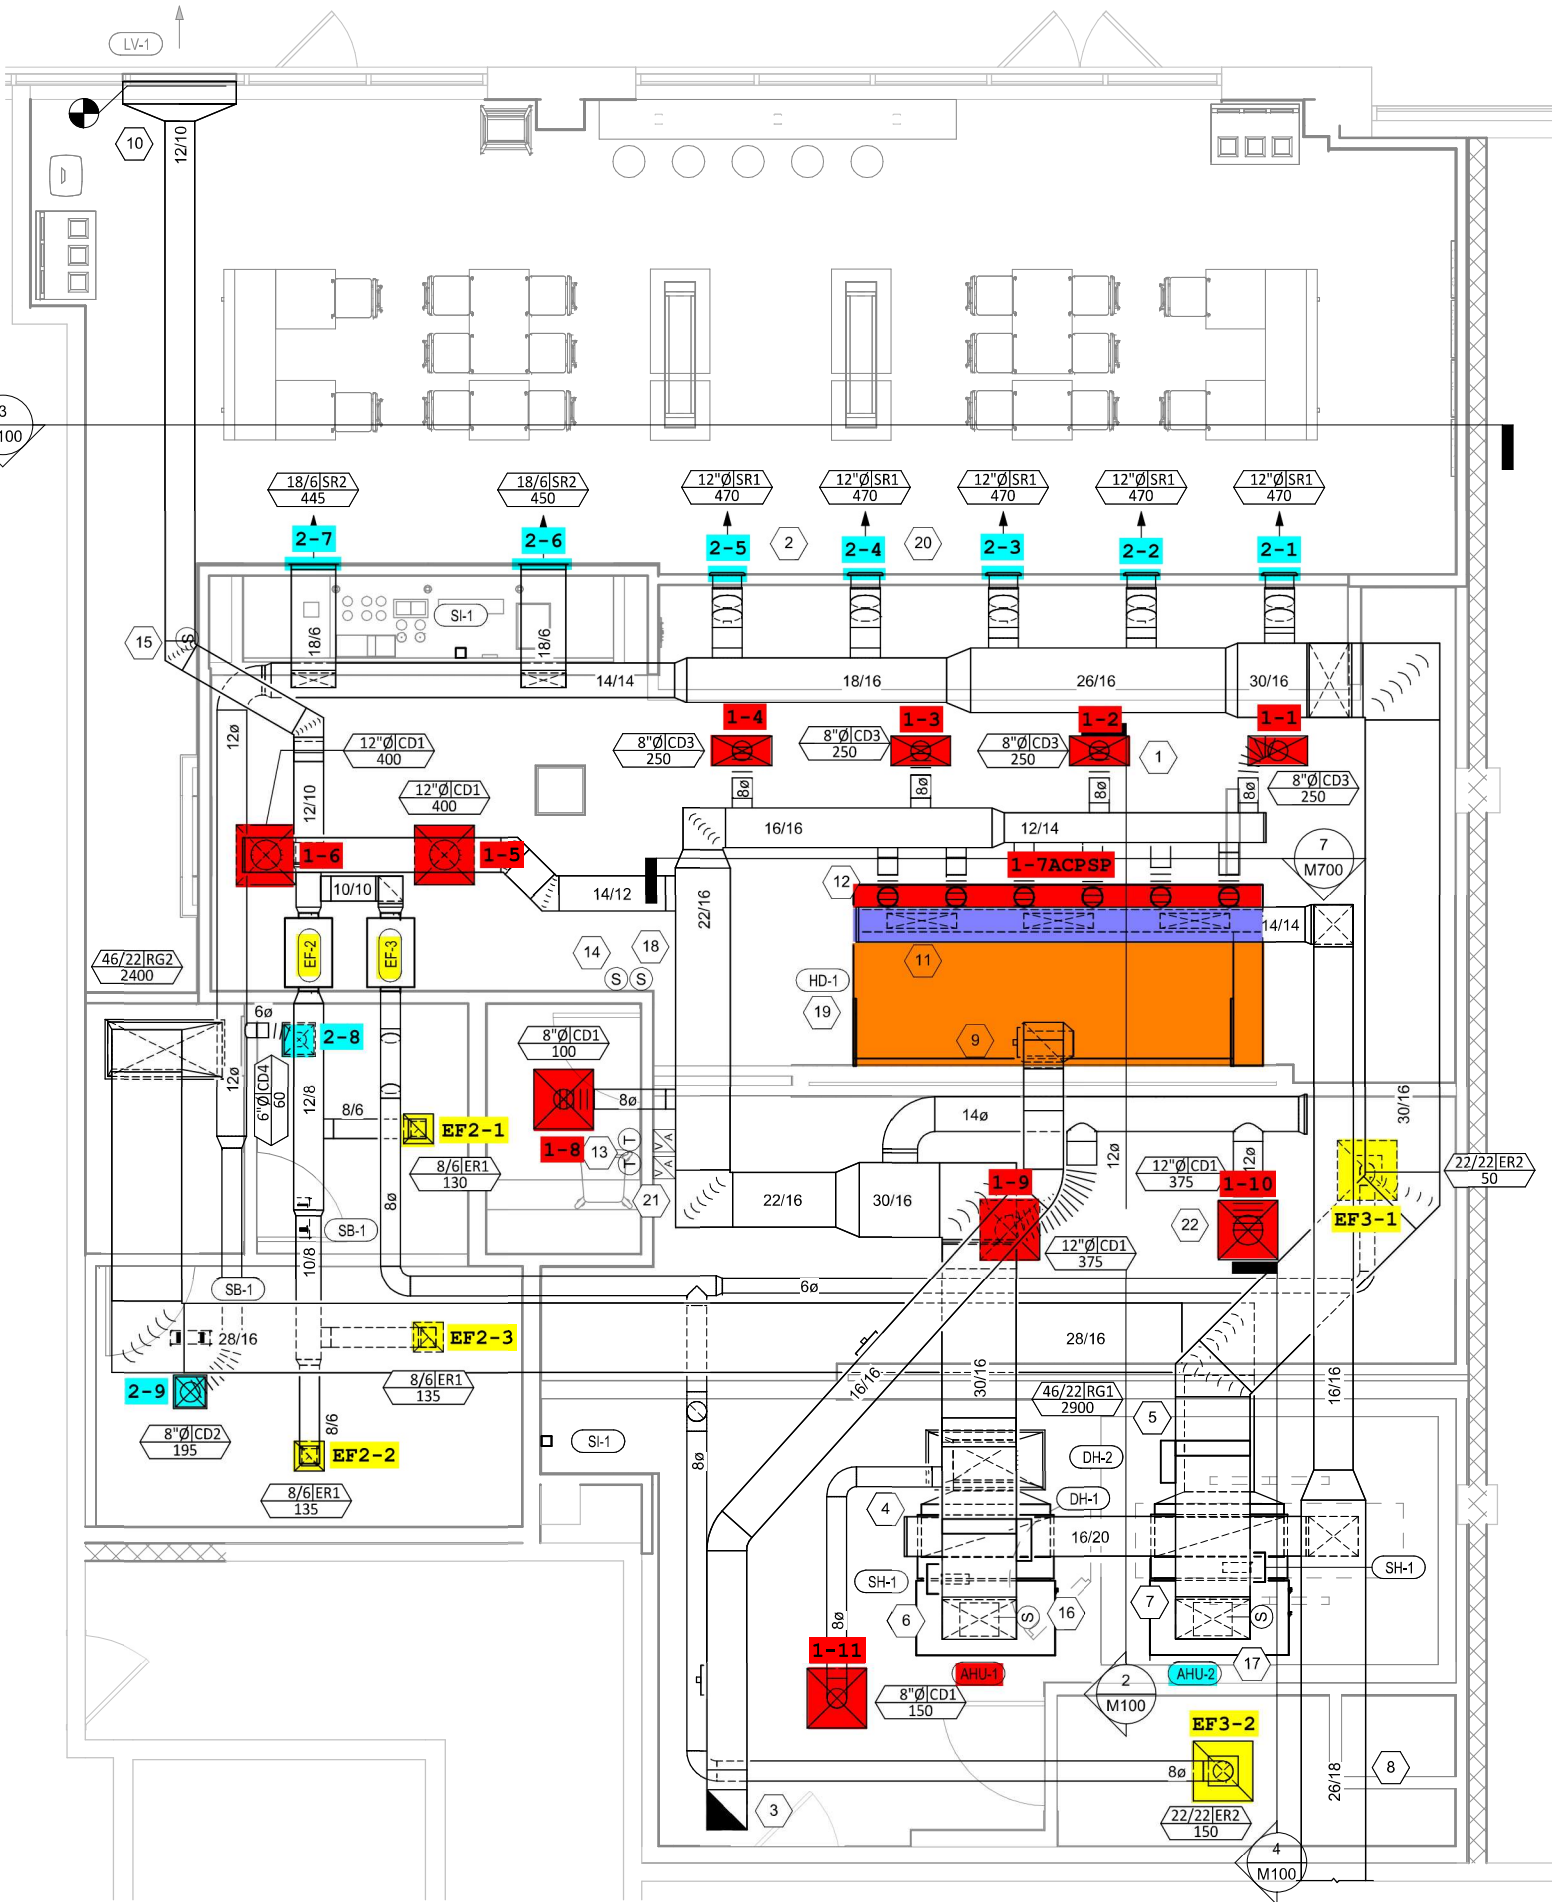 LV-1
10
12/10
3
100
18/6 SR2
445
18/6 SR2
450
12"Ø SR1
470
12"Ø SR1
470
12"Ø SR1
470
12"Ø SR1
470
12"Ø SR1
470
2-7
2-6
2-5
2
2-4
20
2-3
2-2
2-1
15
S
18/6
SI-1
18/6
14/14
18/16
26/16
30/16
12ø
12"Ø CD1
400
1-4
1-3
1-2
1-1
8"Ø CD3
250
8"Ø CD3
250
8"Ø CD3
250
1
8"Ø CD3
250
12"Ø CD1
400
12/10
8ø
8ø
8ø
8ø
16/16
12/14
7
M700
1-6
1-5
1-7ACPSP
10/10
14/12
12
22/16
14/14
EF-2
EF-3
46/22 RG2
2400
14
18
S
S
11
HD-1
19
9
6ø
2-8
8"Ø CD1
100
12ø
6"Ø CD4
60
12/8
8/6
EF2-1
8ø
14ø
30/16
1-8
13
T
T
V A
V A
12ø
12"Ø CD1
375
12ø
8/6 ER1
130
22/22 ER2
50
1-9
1-10
8ø
21
22/16
30/16
22
EF3-1
SB-1
10/8
12"Ø CD1
375
SB-1
6ø
28/16
EF2-3
28/16
2-9
8/6 ER1
135
16/16
30/16
46/22 RG1
2900
16/16
8"Ø CD2
195
8/6
5
SI-1
EF2-2
8ø
DH-2
8/6 ER1
135
4
DH-1
16/20
SH-1
SH-1
6
S
16
7
S
8ø
1-11
AHU-1
AHU-2
17
8"Ø CD1
150
2
M100
EF3-2
8ø
26/18
8
3
22/22 ER2
150
4
M100